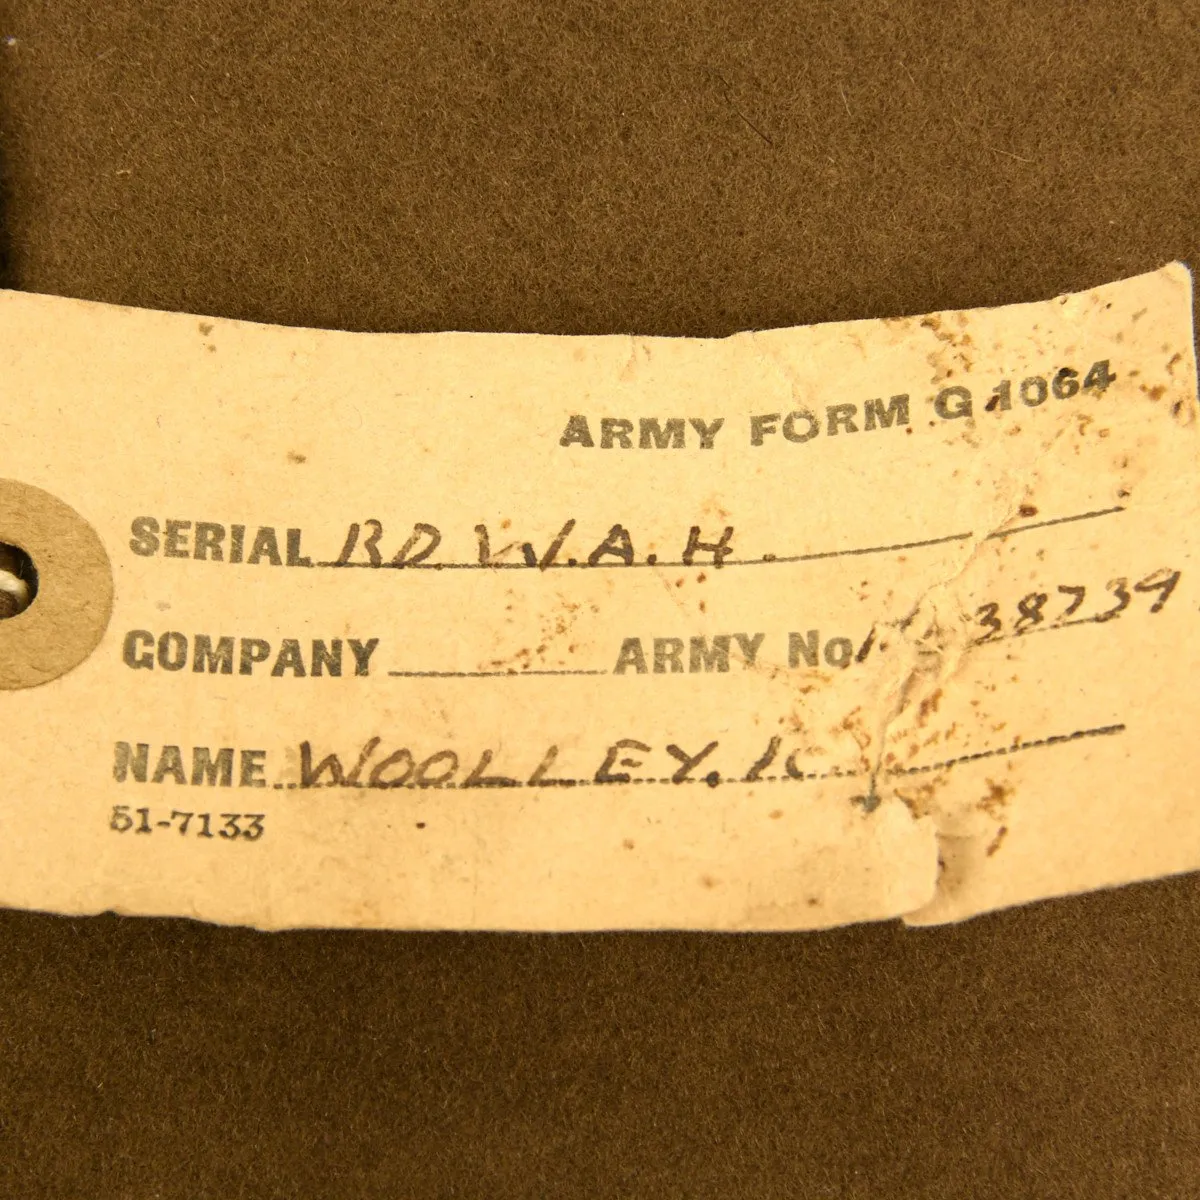 ARMY FORM G 1064
SERIAL RD. W.A.H.
COMPANY ARMY No 38739
NAME WOOLLEY. K
51-7133